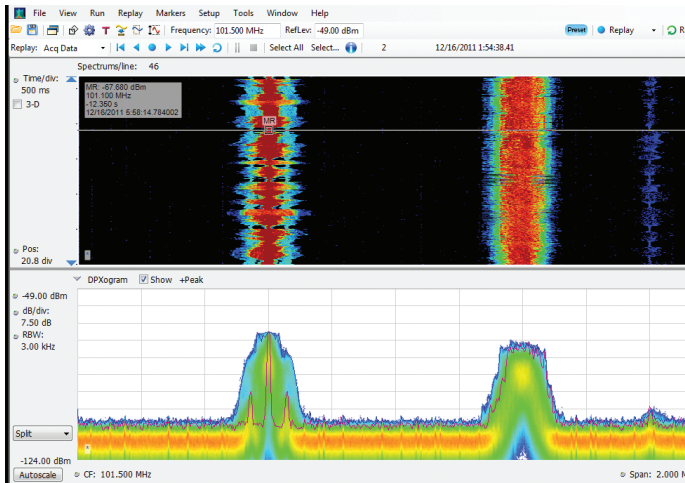 File View Run Replay Markers Setup Tools Window Help
Frequency: 101.500 MHz RefLev: -49.00 dBm Preset Replay R
Replay: Acq Data Select All Select... 2 12/16/2011 1:54:38.41
Spectrums/line: 46
Time/div:
500 ms
3-D
MR: -67.680 dBm
101.100 MHz
-12.350 s
12/16/2011 5:58:14.784002
MR
Pos:
20.8 div
DPXogram Show +Peak
-49.00 dBm
dB/div:
7.50 dB
RBW:
3.00 kHz
Split
-124.00 dBm
Autoscale CF: 101.500 MHz Span: 2.000 M